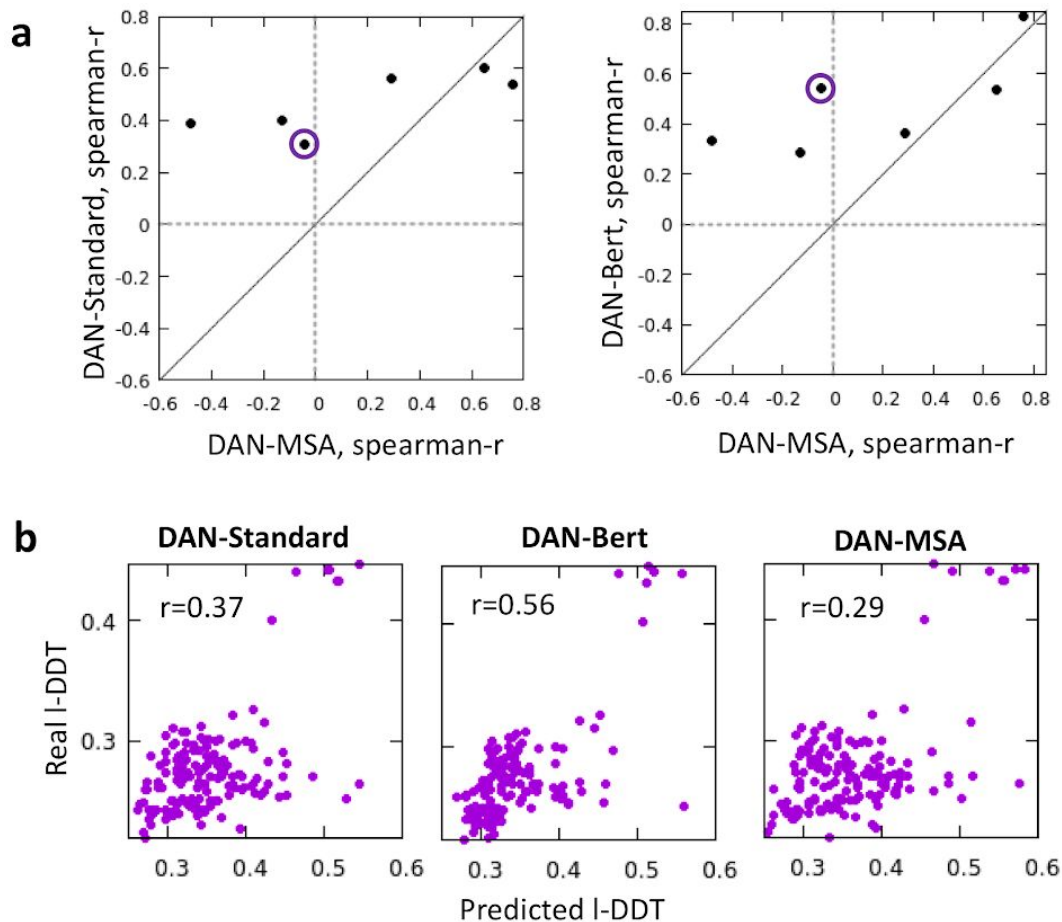 a
DAN-Standard, spearman-r
0.8
0.6
0.4
0.2
0
-0.2
-0.4
-0.6
-0.6 -0.4 -0.2 0 0.2 0.4 0.6 0.8
DAN-MSA, spearman-r
DAN-Bert, spearman-r
0.8
0.6
0.4
0.2
0
-0.2
-0.4
-0.6
-0.6 -0.4 -0.2 0 0.2 0.4 0.6 0.8
DAN-MSA, spearman-r
b
DAN-Standard
DAN-Bert
DAN-MSA
r=0.37
r=0.56
r=0.29
Real l-DDT
0.4
0.3
0.3 0.4 0.5 0.6
0.3 0.4 0.5 0.6
0.3 0.4 0.5 0.6
Predicted l-DDT